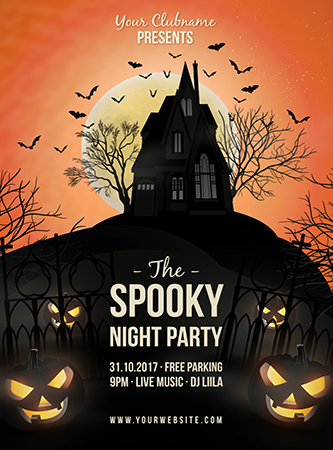 Your Clubname
PRESENTS
- The -
SPOOKY
NIGHT PARTY
31.10.2017 · FREE PARKING
9PM · LIVE MUSIC · DJ LIILA
WWW.YOURWEBSITE.COM